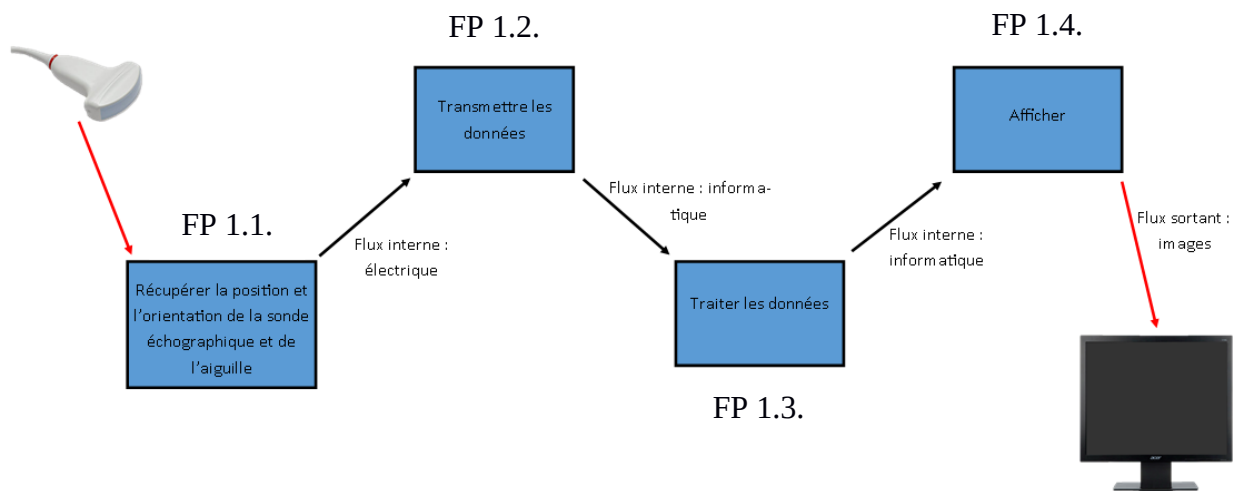 FP 1.1.
Récupérer la position et
l'orientation de la sonde
échographique et de
l'aiguille
Flux interne :
électrique
FP 1.2.
Transmettre les
données
Flux interne : informa-
tique
Traiter les données
FP 1.3.
Flux interne :
informatique
FP 1.4.
Afficher
Flux sortant :
images
acer